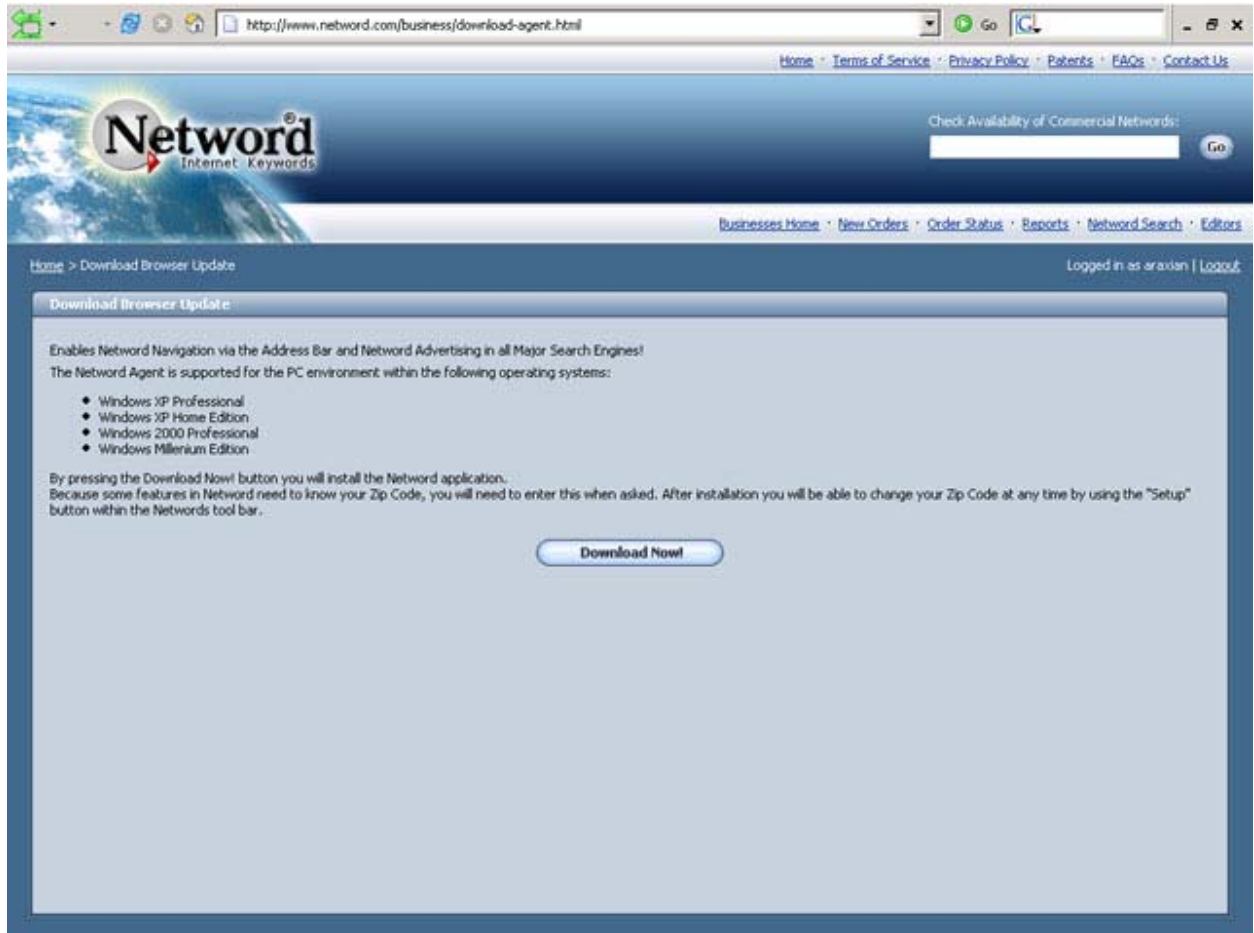 http://www.netword.com/business/download-agent.html
Go
Home · Terms of Service · Privacy Policy · Patents · FAQs · Contact Us
Netword®
Internet Keywords
Check Availability of Commercial Networds:
Go
Businesses Home · New Orders · Order Status · Reports · Netword Search · Editors
Home > Download Browser Update
Logged in as araxian | Logout
Download Browser Update
Enables Netword Navigation via the Address Bar and Netword Advertising in all Major Search Engines!
The Netword Agent is supported for the PC environment within the following operating systems:
Windows XP Professional
Windows XP Home Edition
Windows 2000 Professional
Windows Millenium Edition
By pressing the Download Now! button you will install the Netword application.
Because some features in Netword need to know your Zip Code, you will need to enter this when asked. After installation you will be able to change your Zip Code at any time by using the "Setup"
button within the Networds tool bar.
Download Now!